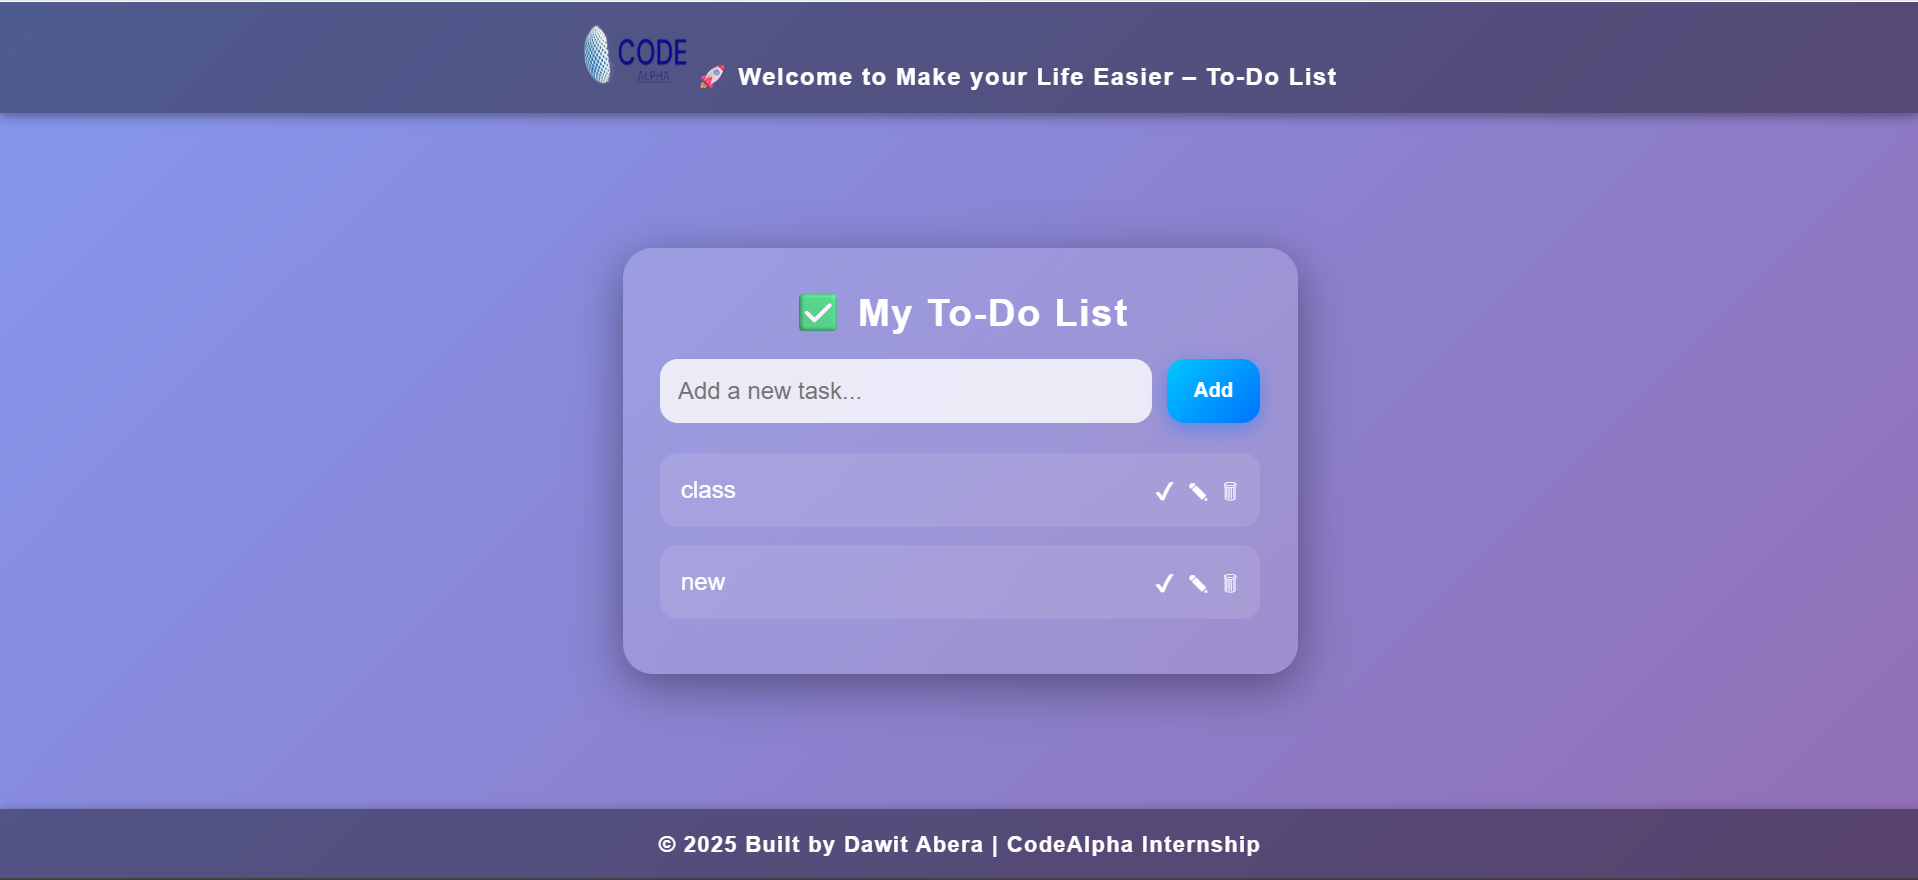 CODE
ALPHA
🚀 Welcome to Make your Life Easier – To-Do List
✅ My To-Do List
Add a new task...
Add
class
new
© 2025 Built by Dawit Abera | CodeAlpha Internship